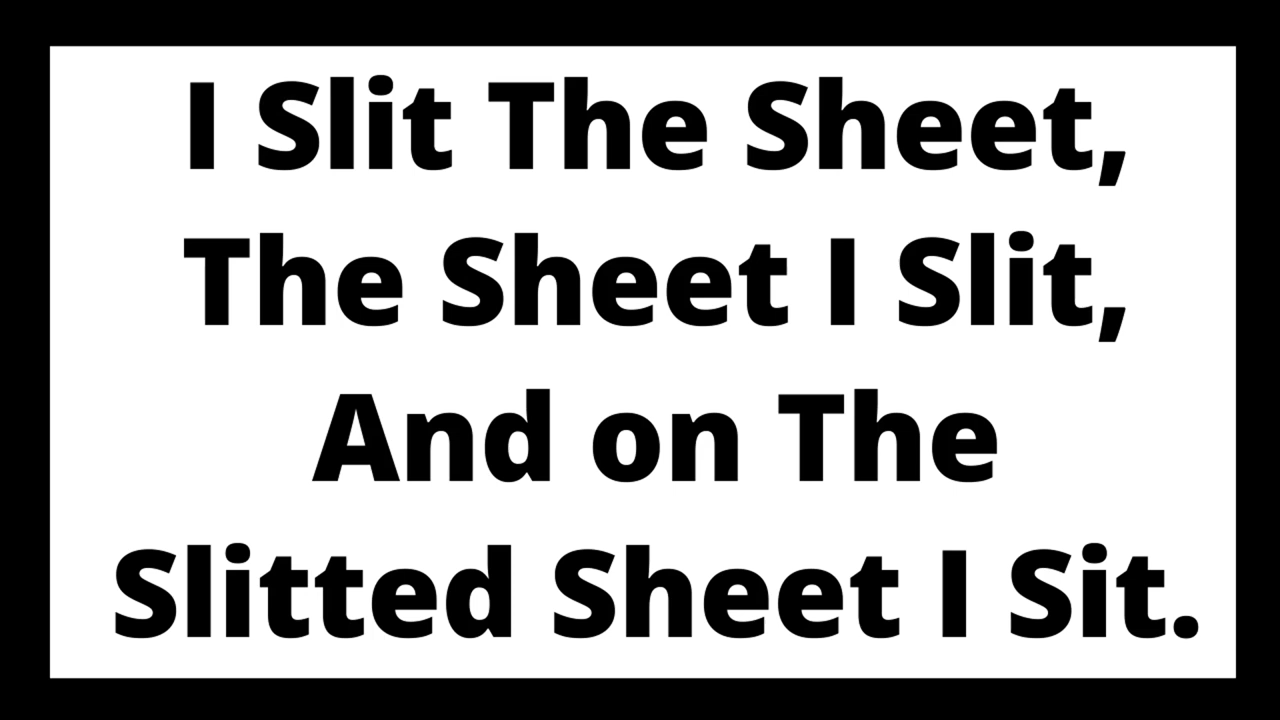 I Slit The Sheet,
The Sheet I Slit,
And on The
Slitted Sheet I Sit.